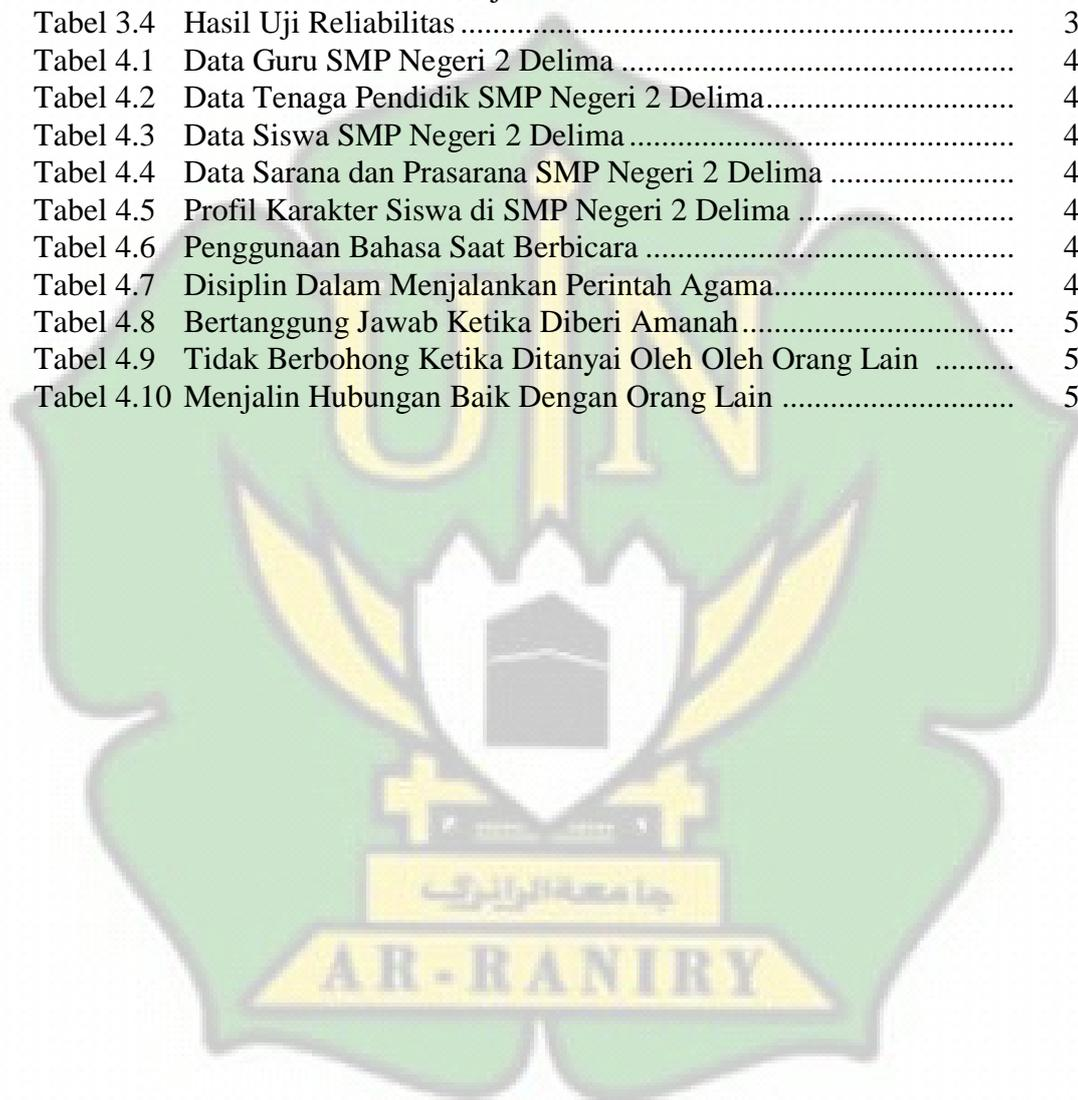 Tabel 3.4 Hasil Uji Reliabilitas ................................................................... 3
Tabel 4.1 Data Guru SMP Negeri 2 Delima ................................................ 4
Tabel 4.2 Data Tenaga Pendidik SMP Negeri 2 Delima.............................. 4
Tabel 4.3 Data Siswa SMP Negeri 2 Delima ............................................... 4
Tabel 4.4 Data Sarana dan Prasarana SMP Negeri 2 Delima ...................... 4
Tabel 4.5 Profil Karakter Siswa di SMP Negeri 2 Delima .......................... 4
Tabel 4.6 Penggunaan Bahasa Saat Berbicara ............................................. 4
Tabel 4.7 Disiplin Dalam Menjalankan Perintah Agama............................. 4
Tabel 4.8 Bertanggung Jawab Ketika Diberi Amanah................................. 5
Tabel 4.9 Tidak Berbohong Ketika Ditanyai Oleh Oleh Orang Lain .......... 5
Tabel 4.10 Menjalin Hubungan Baik Dengan Orang Lain ............................ 5
UIN
جامعة الرانري
AR-RANIRY